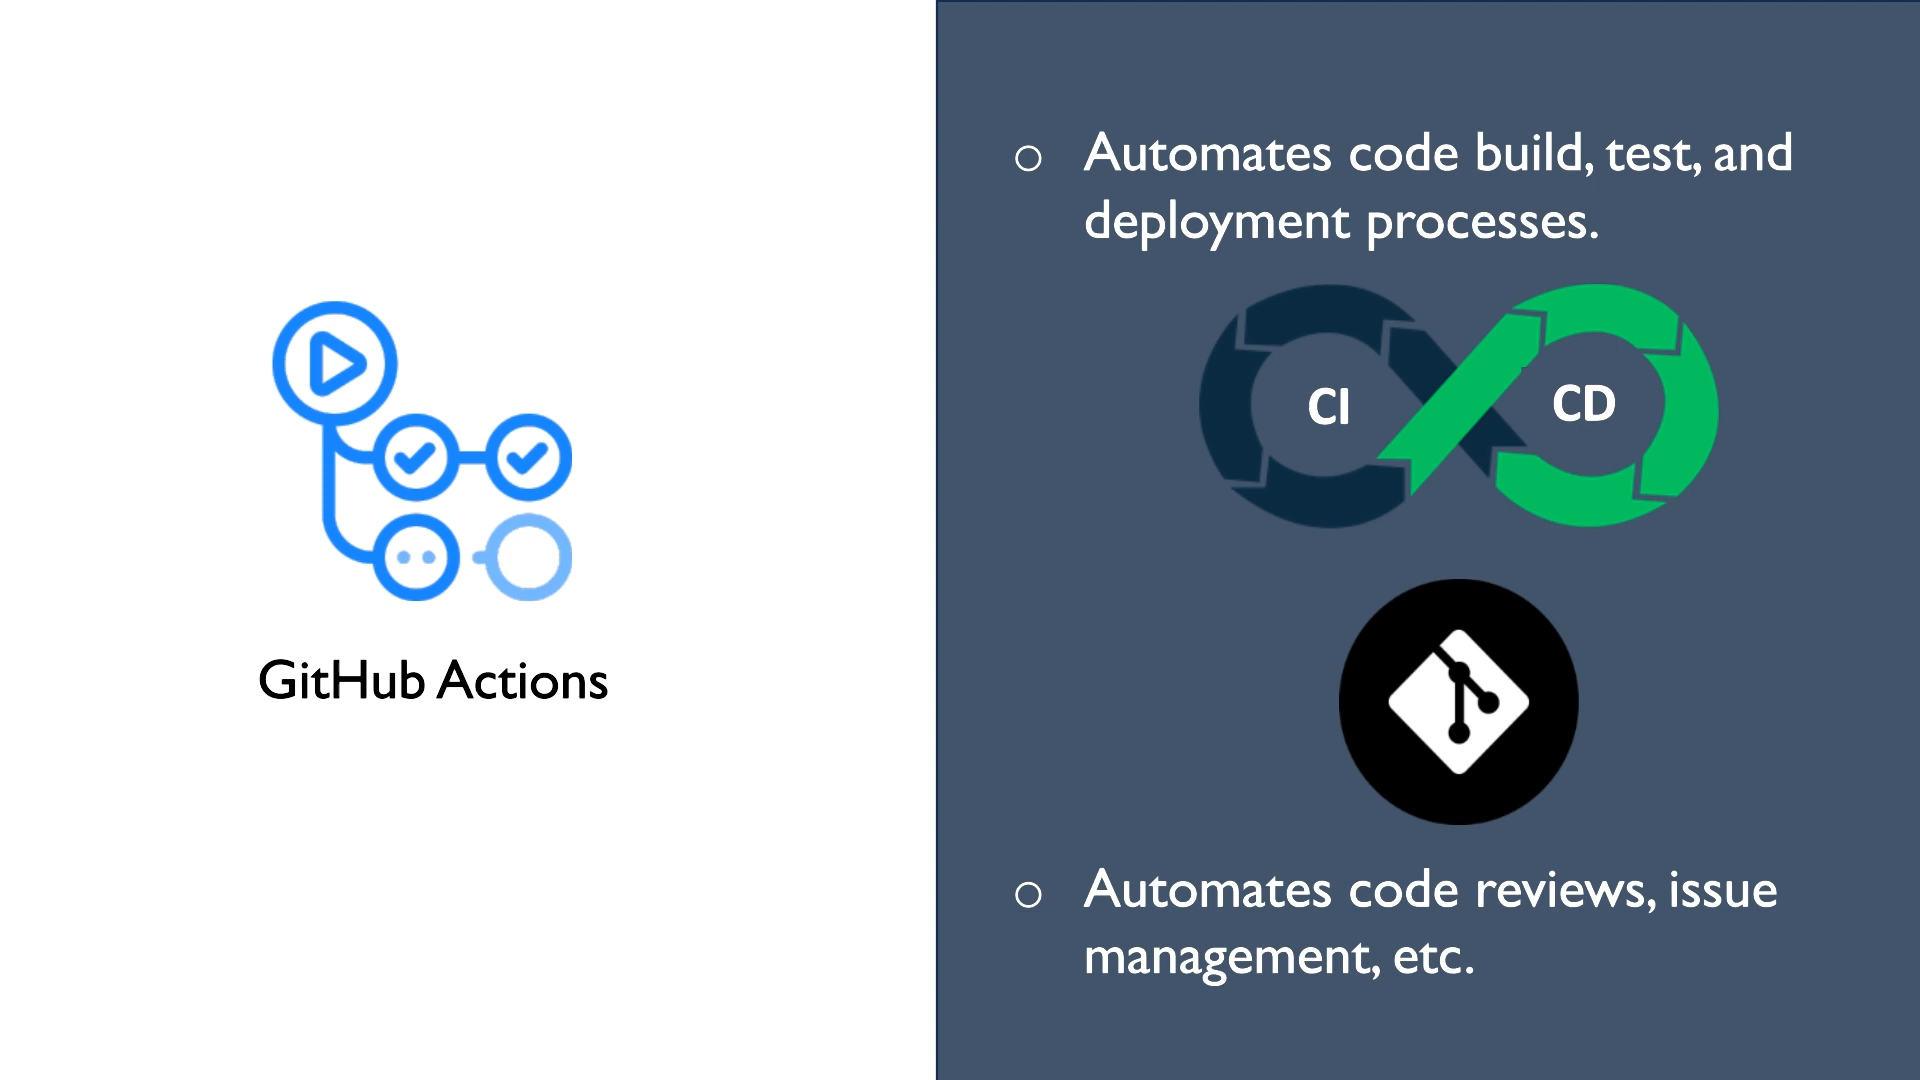 GitHub Actions
Automates code build, test, and
deployment processes.
CI
CD
Automates code reviews, issue
management, etc.